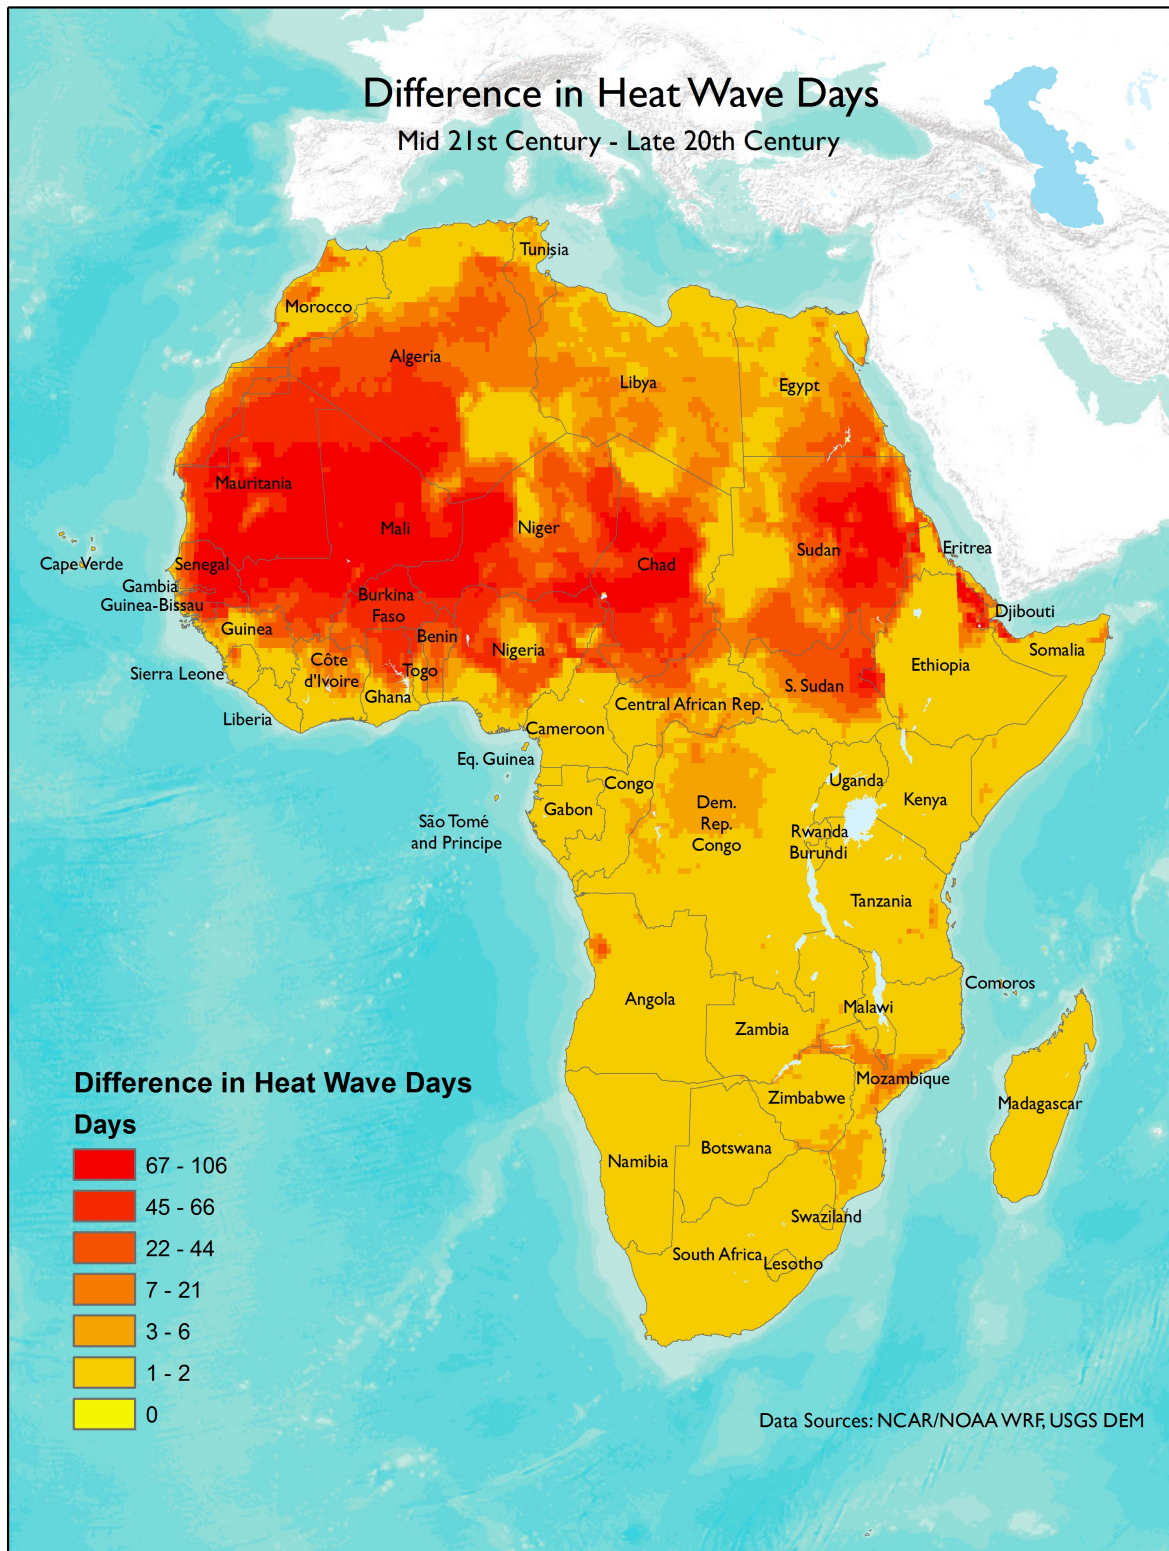 Difference in Heat Wave Days
Mid 21st Century - Late 20th Century
Tunisia
Morocco
Algeria
Libya
Egypt
Mauritania
Mali
Niger
Chad
Sudan
Eritrea
Cape Verde
Senegal
Gambia
Guinea-Bissau
Burkina
Faso
Djibouti
Guinea
Benin
Nigeria
Somalia
Ethiopia
Sierra Leone
Côte
d'Ivoire
Togo
Ghana
S. Sudan
Central African Rep.
Liberia
Cameroon
Eq. Guinea
Congo
Uganda
Kenya
Gabon
Dem.
Rep.
Congo
São Tomé
and Principe
Rwanda
Burundi
Tanzania
Comoros
Angola
Malawi
Zambia
Mozambique
Zimbabwe
Madagascar
Botswana
Namibia
Swaziland
South Africa
Lesotho
Difference in Heat Wave Days
Days
67 - 106
45 - 66
22 - 44
7 - 21
3 - 6
1 - 2
0
Data Sources: NCAR/NOAA WRF, USGS DEM